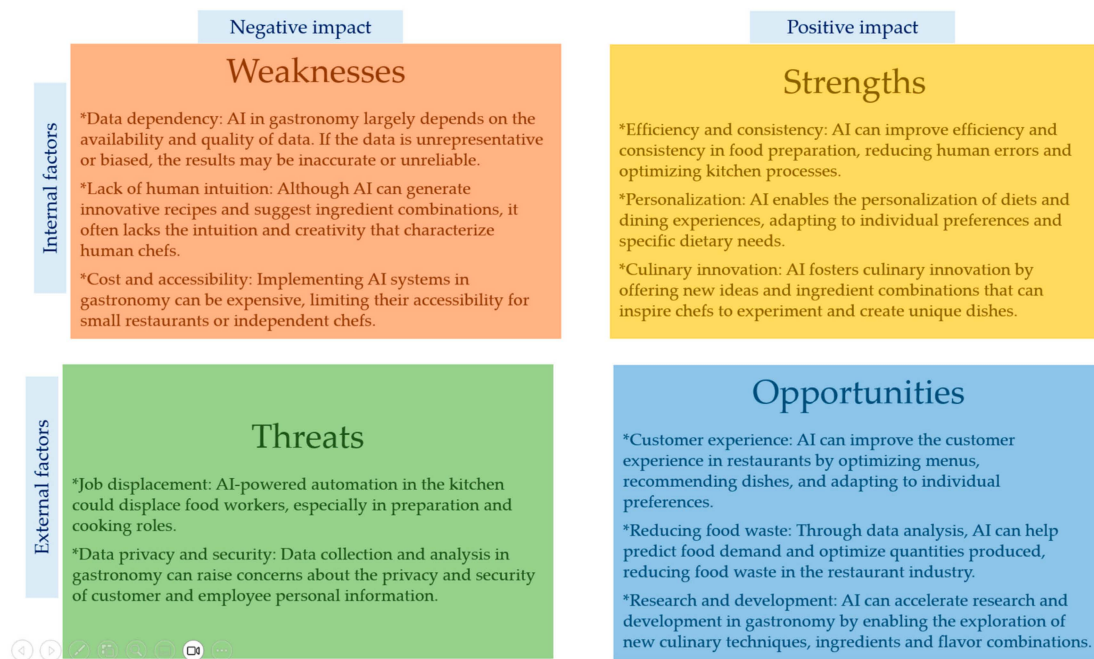 Negative impact
Positive impact
Internal factors
Weaknesses
*Data dependency: AI in gastronomy largely depends on the
availability and quality of data. If the data is unrepresentative
or biased, the results may be inaccurate or unreliable.
*Lack of human intuition: Although AI can generate
innovative recipes and suggest ingredient combinations, it
often lacks the intuition and creativity that characterize
human chefs.
*Cost and accessibility: Implementing AI systems in
gastronomy can be expensive, limiting their accessibility for
small restaurants or independent chefs.
Strengths
*Efficiency and consistency: AI can improve efficiency and
consistency in food preparation, reducing human errors and
optimizing kitchen processes.
*Personalization: AI enables the personalization of diets and
dining experiences, adapting to individual preferences and
specific dietary needs.
*Culinary innovation: AI fosters culinary innovation by
offering new ideas and ingredient combinations that can
inspire chefs to experiment and create unique dishes.
External factors
Threats
*Job displacement: AI-powered automation in the kitchen
could displace food workers, especially in preparation and
cooking roles.
*Data privacy and security: Data collection and analysis in
gastronomy can raise concerns about the privacy and security
of customer and employee personal information.
Opportunities
*Customer experience: AI can improve the customer
experience in restaurants by optimizing menus,
recommending dishes, and adapting to individual
preferences.
*Reducing food waste: Through data analysis, AI can help
predict food demand and optimize quantities produced,
reducing food waste in the restaurant industry.
*Research and development: AI can accelerate research and
development in gastronomy by enabling the exploration of
new culinary techniques, ingredients and flavor combinations.